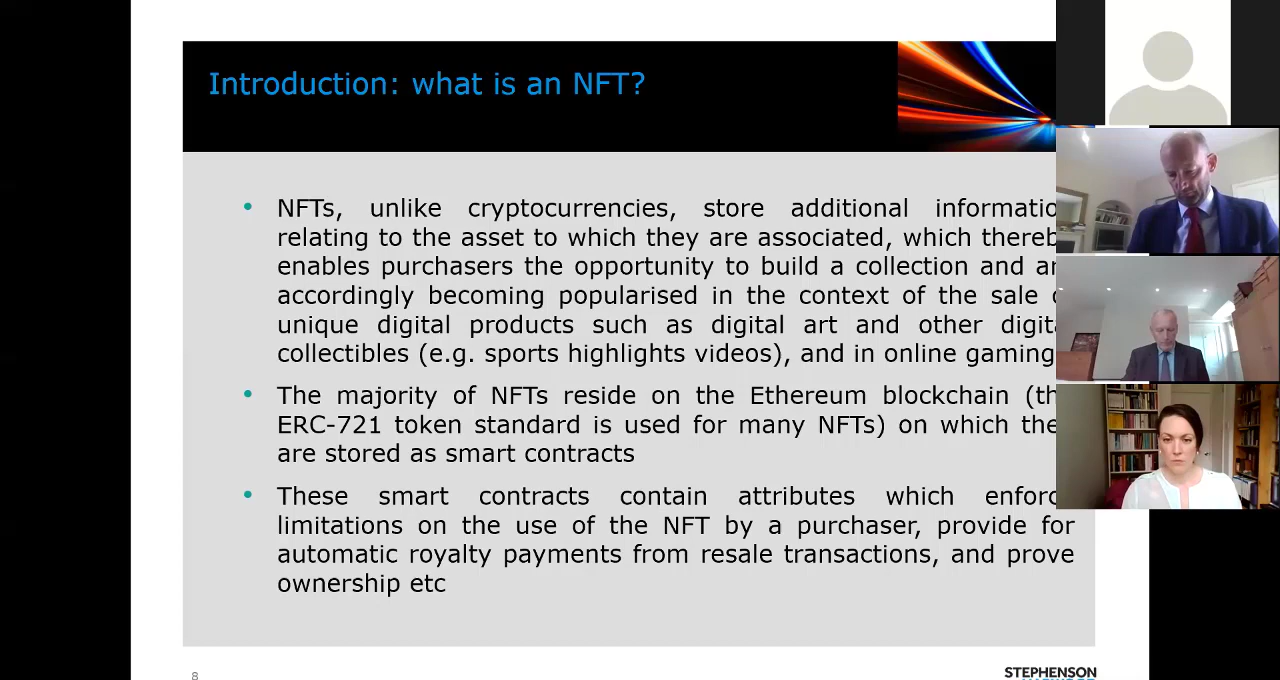 Introduction: what is an NFT?
• NFTs, unlike cryptocurrencies, store additional informatio
relating to the asset to which they are associated, which thereb
enables purchasers the opportunity to build a collection and ar
accordingly becoming popularised in the context of the sale o
unique digital products such as digital art and other digita
collectibles (e.g. sports highlights videos), and in online gaming
• The majority of NFTs reside on the Ethereum blockchain (th
ERC-721 token standard is used for many NFTs) on which the
are stored as smart contracts
• These smart contracts contain attributes which enforc
limitations on the use of the NFT by a purchaser, provide for
automatic royalty payments from resale transactions, and prove
ownership etc
8
STEPHENSON